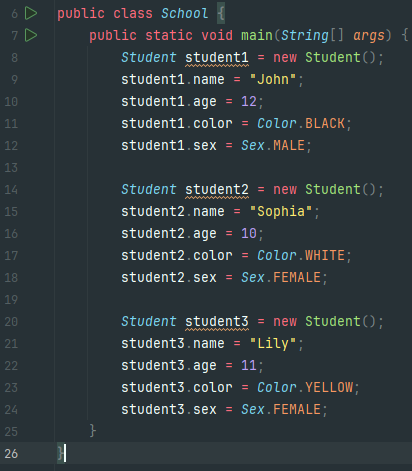 6 public class School {
7 public static void main(String[] args) {
8 Student student1 = new Student();
9 student1.name = "John";
10 student1.age = 12;
11 student1.color = Color.BLACK;
12 student1.sex = Sex.MALE;
13
14 Student student2 = new Student();
15 student2.name = "Sophia";
16 student2.age = 10;
17 student2.color = Color.WHITE;
18 student2.sex = Sex.FEMALE;
19
20 Student student3 = new Student();
21 student3.name = "Lily";
22 student3.age = 11;
23 student3.color = Color.YELLOW;
24 student3.sex = Sex.FEMALE;
25 }
26 }